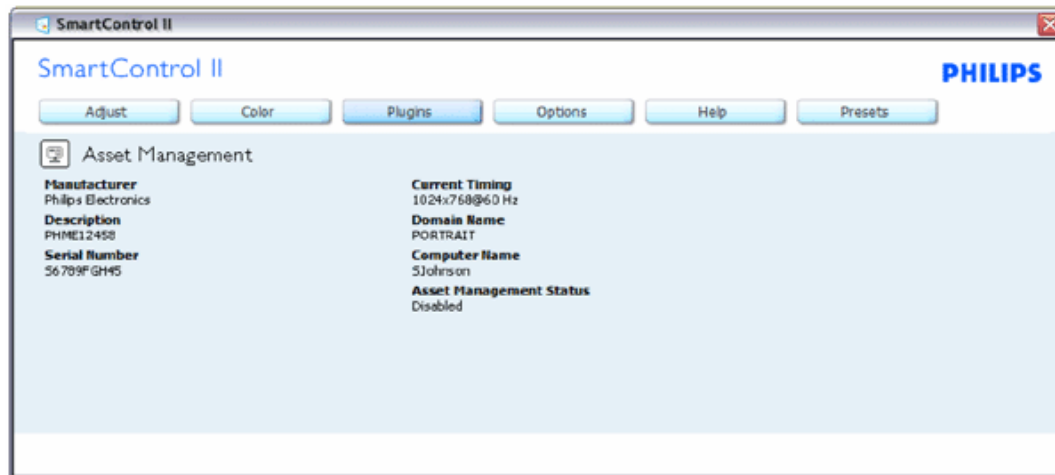 SmartControl II
SmartControl II
PHILIPS
Adjust
Color
Plugins
Options
Help
Presets
Asset Management
Manufacturer
Philips Electronics
Description
PHME12458
Serial Number
56789FGH45
Current Timing
1024x768@60 Hz
Domain Name
PORTRAIT
Computer Name
SJohnson
Asset Management Status
Disabled